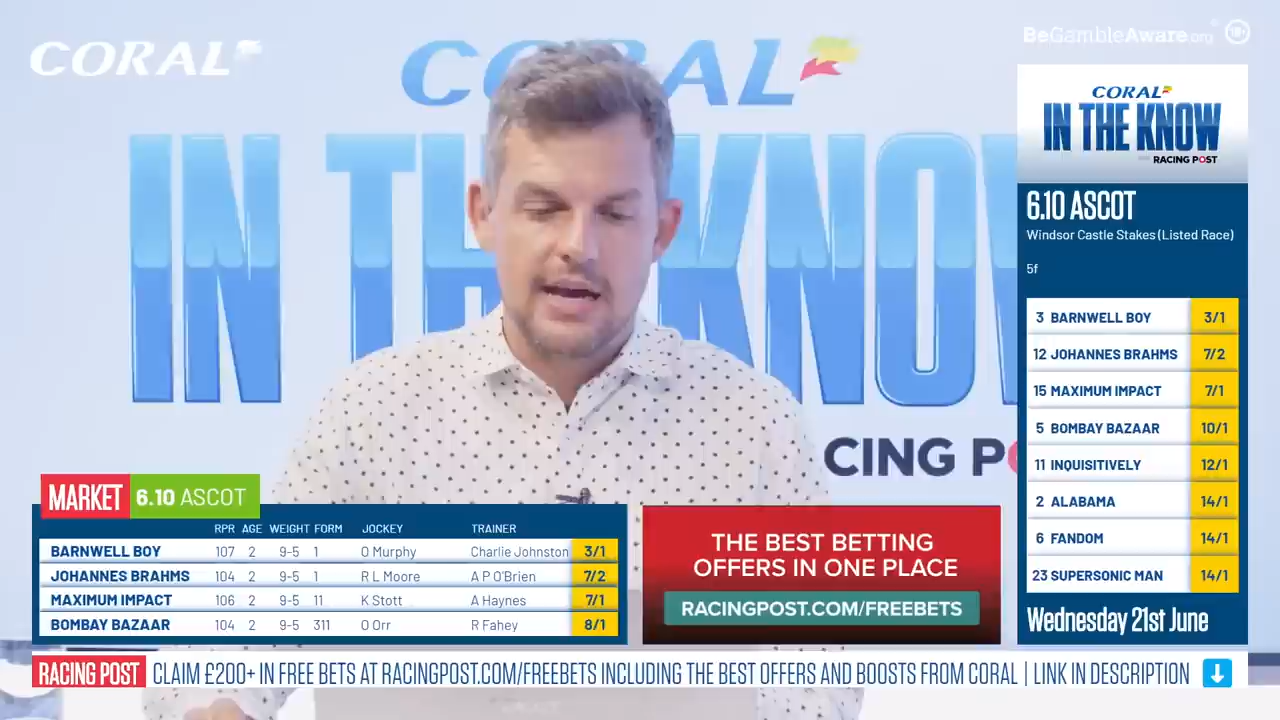 CORAL
BeGambleAware.org 18+
CORAL
IN THE KNOW
CING P
CORAL
IN THE KNOW
RACING POST
6.10 ASCOT
Windsor Castle Stakes (Listed Race)
5f
3 BARNWELL BOY 3/1
12 JOHANNES BRAHMS 7/2
15 MAXIMUM IMPACT 7/1
5 BOMBAY BAZAAR 10/1
11 INQUISITIVELY 12/1
2 ALABAMA 14/1
6 FANDOM 14/1
23 SUPERSONIC MAN 14/1
Wednesday 21st June
MARKET 6.10 ASCOT
RPR AGE WEIGHT FORM JOCKEY TRAINER
BARNWELL BOY 107 2 9-5 1 O Murphy Charlie Johnston 3/1
JOHANNES BRAHMS 104 2 9-5 1 R L Moore A P O'Brien 7/2
MAXIMUM IMPACT 106 2 9-5 11 K Stott A Haynes 7/1
BOMBAY BAZAAR 104 2 9-5 311 O Orr R Fahey 8/1
THE BEST BETTING
OFFERS IN ONE PLACE
RACINGPOST.COM/FREEBETS
RACING POST CLAIM £200+ IN FREE BETS AT RACINGPOST.COM/FREEBETS INCLUDING THE BEST OFFERS AND BOOSTS FROM CORAL | LINK IN DESCRIPTION